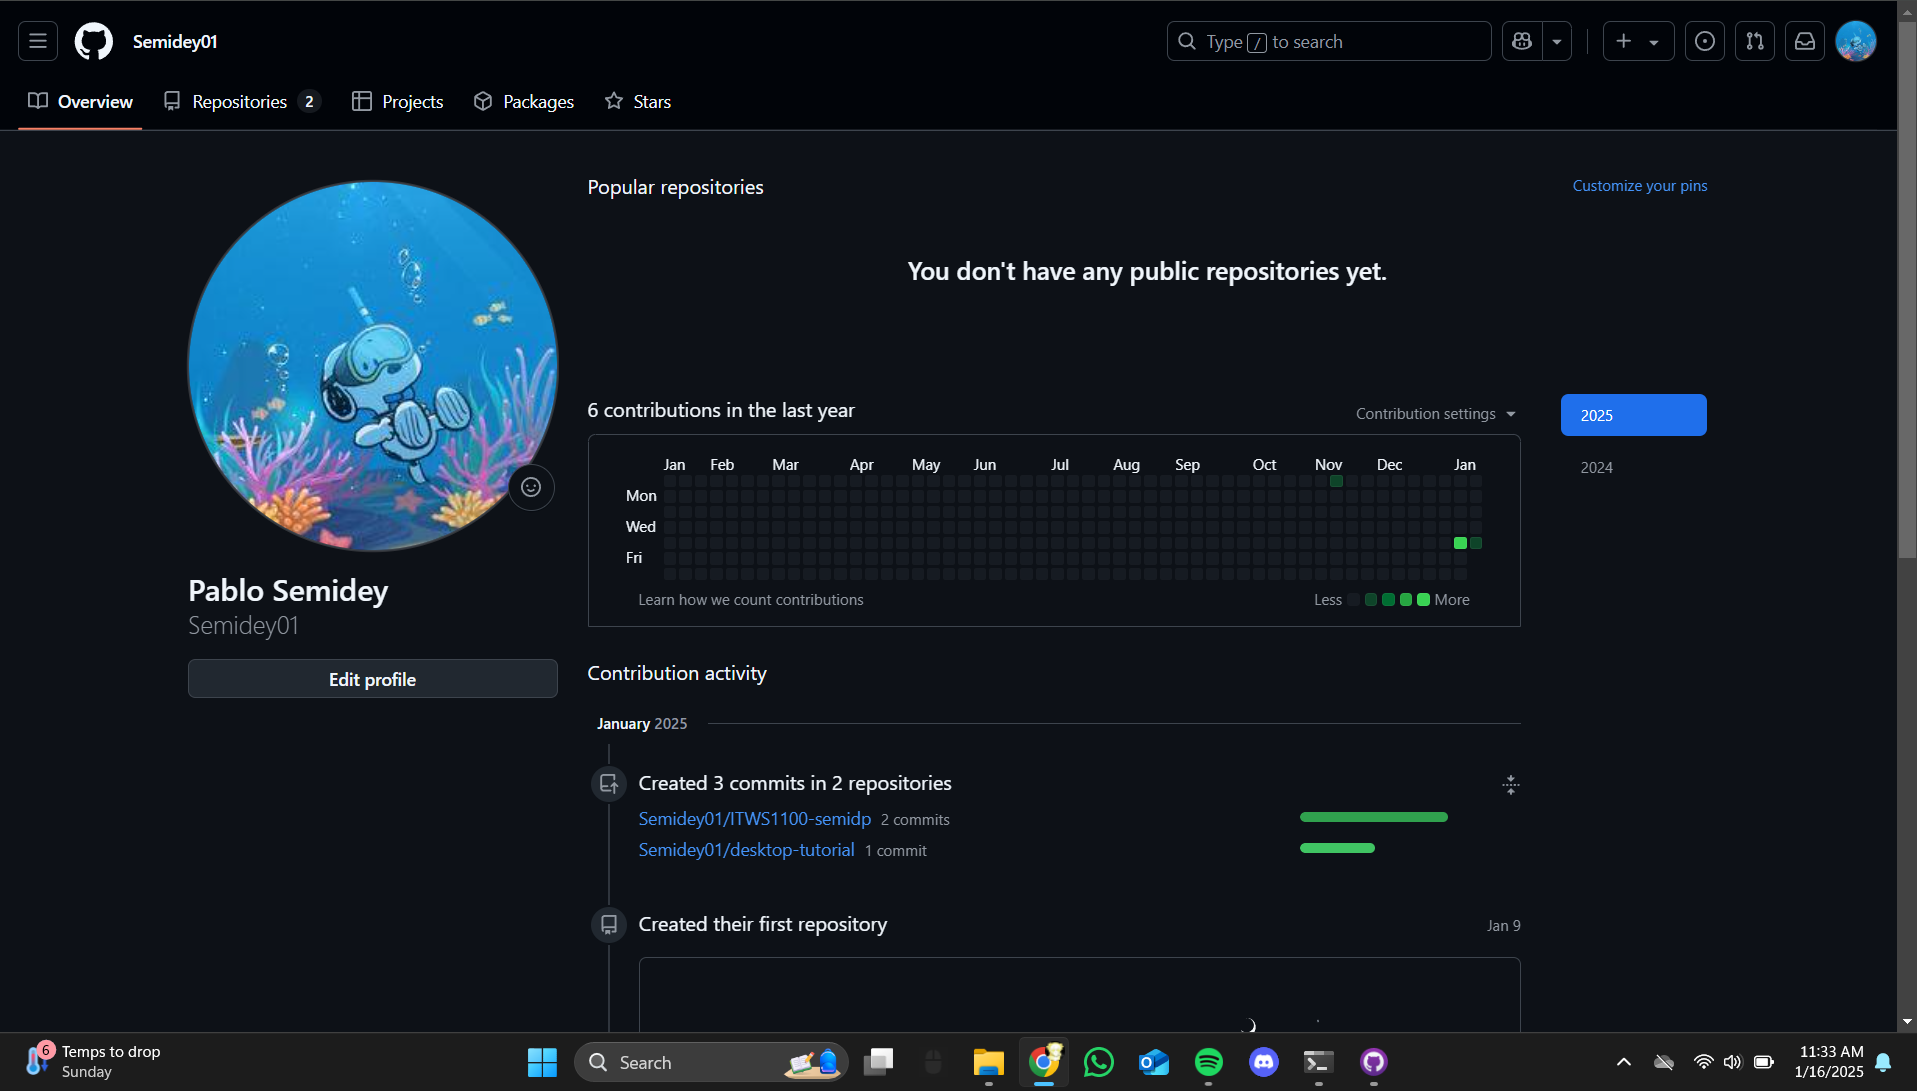 Semidey01
Type / to search
Overview
Repositories 2
Projects
Packages
Stars
Popular repositories
Customize your pins
You don't have any public repositories yet.
6 contributions in the last year
Contribution settings
2025
2024
Jan Feb Mar Apr May Jun Jul Aug Sep Oct Nov Dec Jan
Mon
Wed
Fri
Learn how we count contributions
Less More
Pablo Semidey
Semidey01
Edit profile
Contribution activity
January 2025
Created 3 commits in 2 repositories
Semidey01/ITWS1100-semidp 2 commits
Semidey01/desktop-tutorial 1 commit
Created their first repository
Jan 9
6
Temps to drop
Sunday
Search
11:33 AM
1/16/2025